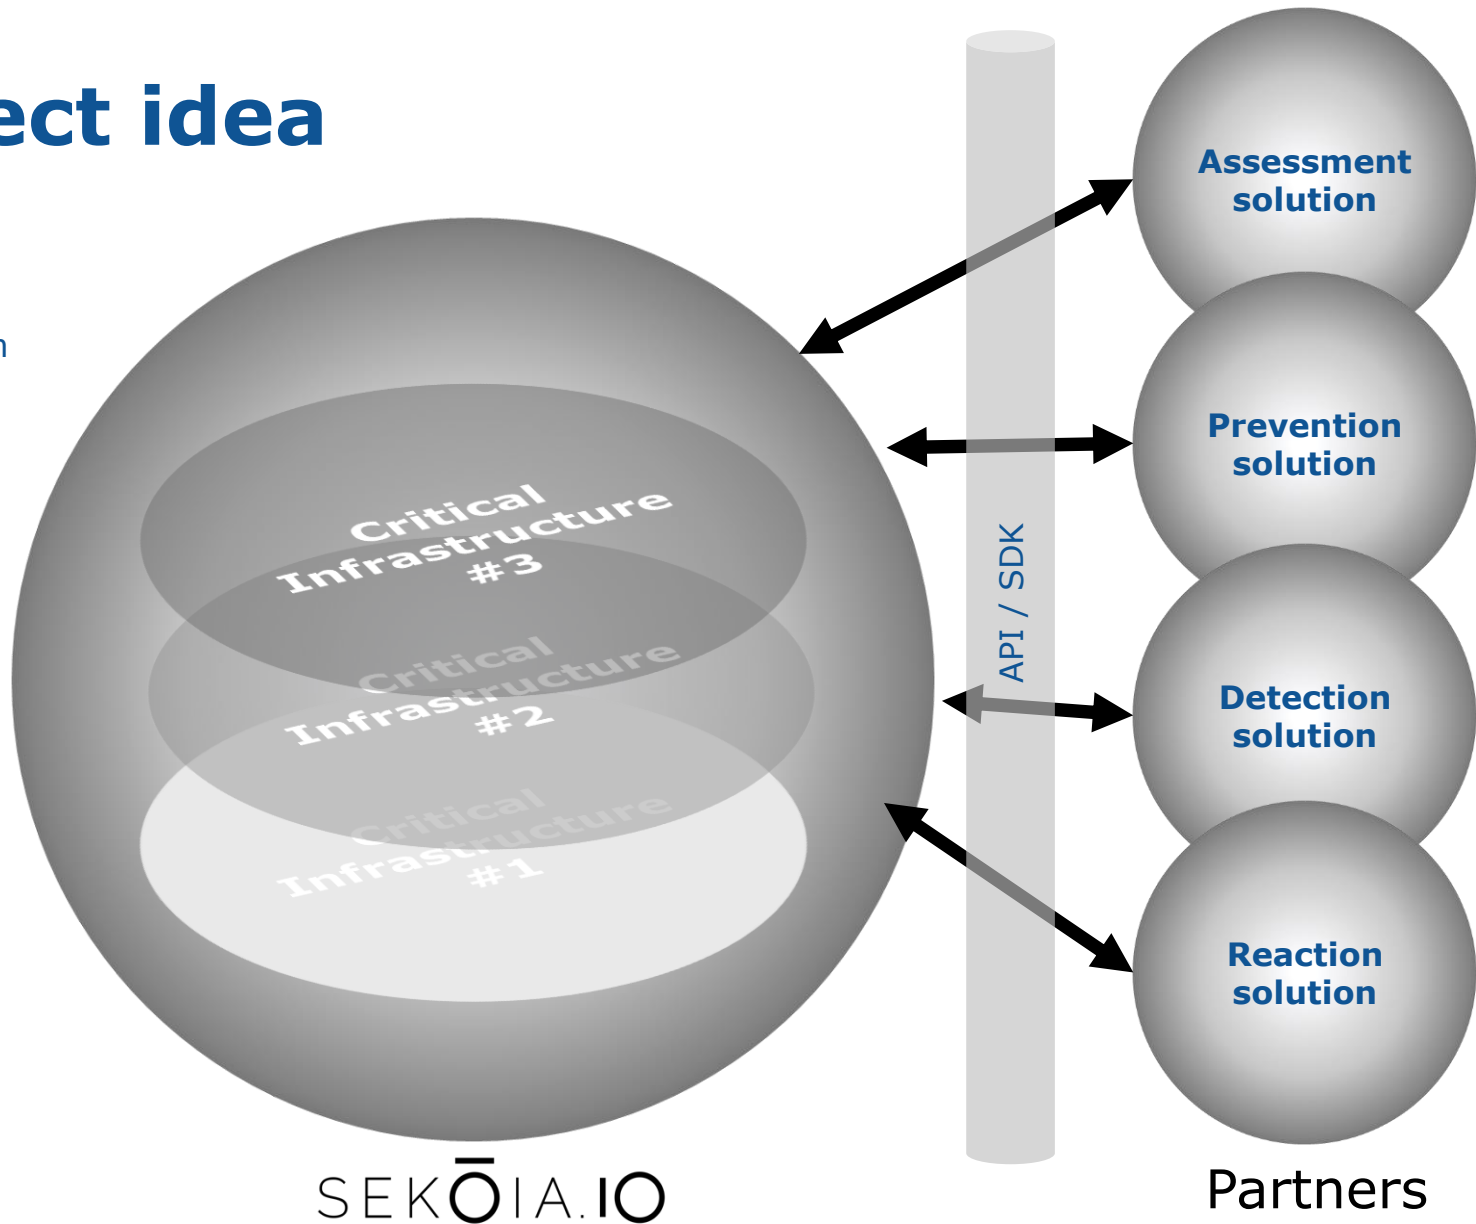 ect idea
Assessment
solution
Prevention
solution
Critical
Infrastructure
#3
API / SDK
Critical
Infrastructure
#2
Detection
solution
Critical
Infrastructure
#1
Reaction
solution
SEKŌIA.IO
Partners